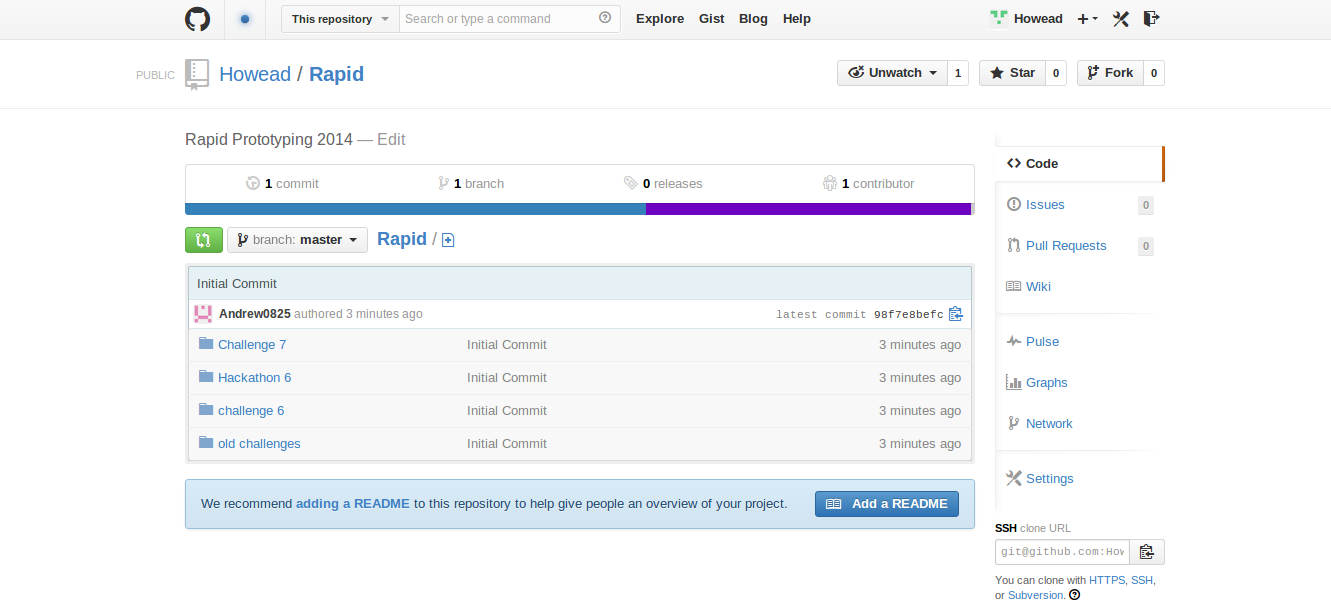 This repository Search or type a command Explore Gist Blog Help Howead
PUBLIC Howead / Rapid Unwatch 1 Star 0 Fork 0
Rapid Prototyping 2014 — Edit
1 commit 1 branch 0 releases 1 contributor
branch: master Rapid /
Initial Commit
Andrew0825 authored 3 minutes ago latest commit 98f7e8befc
Challenge 7 Initial Commit 3 minutes ago
Hackathon 6 Initial Commit 3 minutes ago
challenge 6 Initial Commit 3 minutes ago
old challenges Initial Commit 3 minutes ago
We recommend adding a README to this repository to help give people an overview of your project. Add a README
Code
Issues 0
Pull Requests 0
Wiki
Pulse
Graphs
Network
Settings
SSH clone URL
git@github.com:How
You can clone with HTTPS, SSH,
or Subversion.